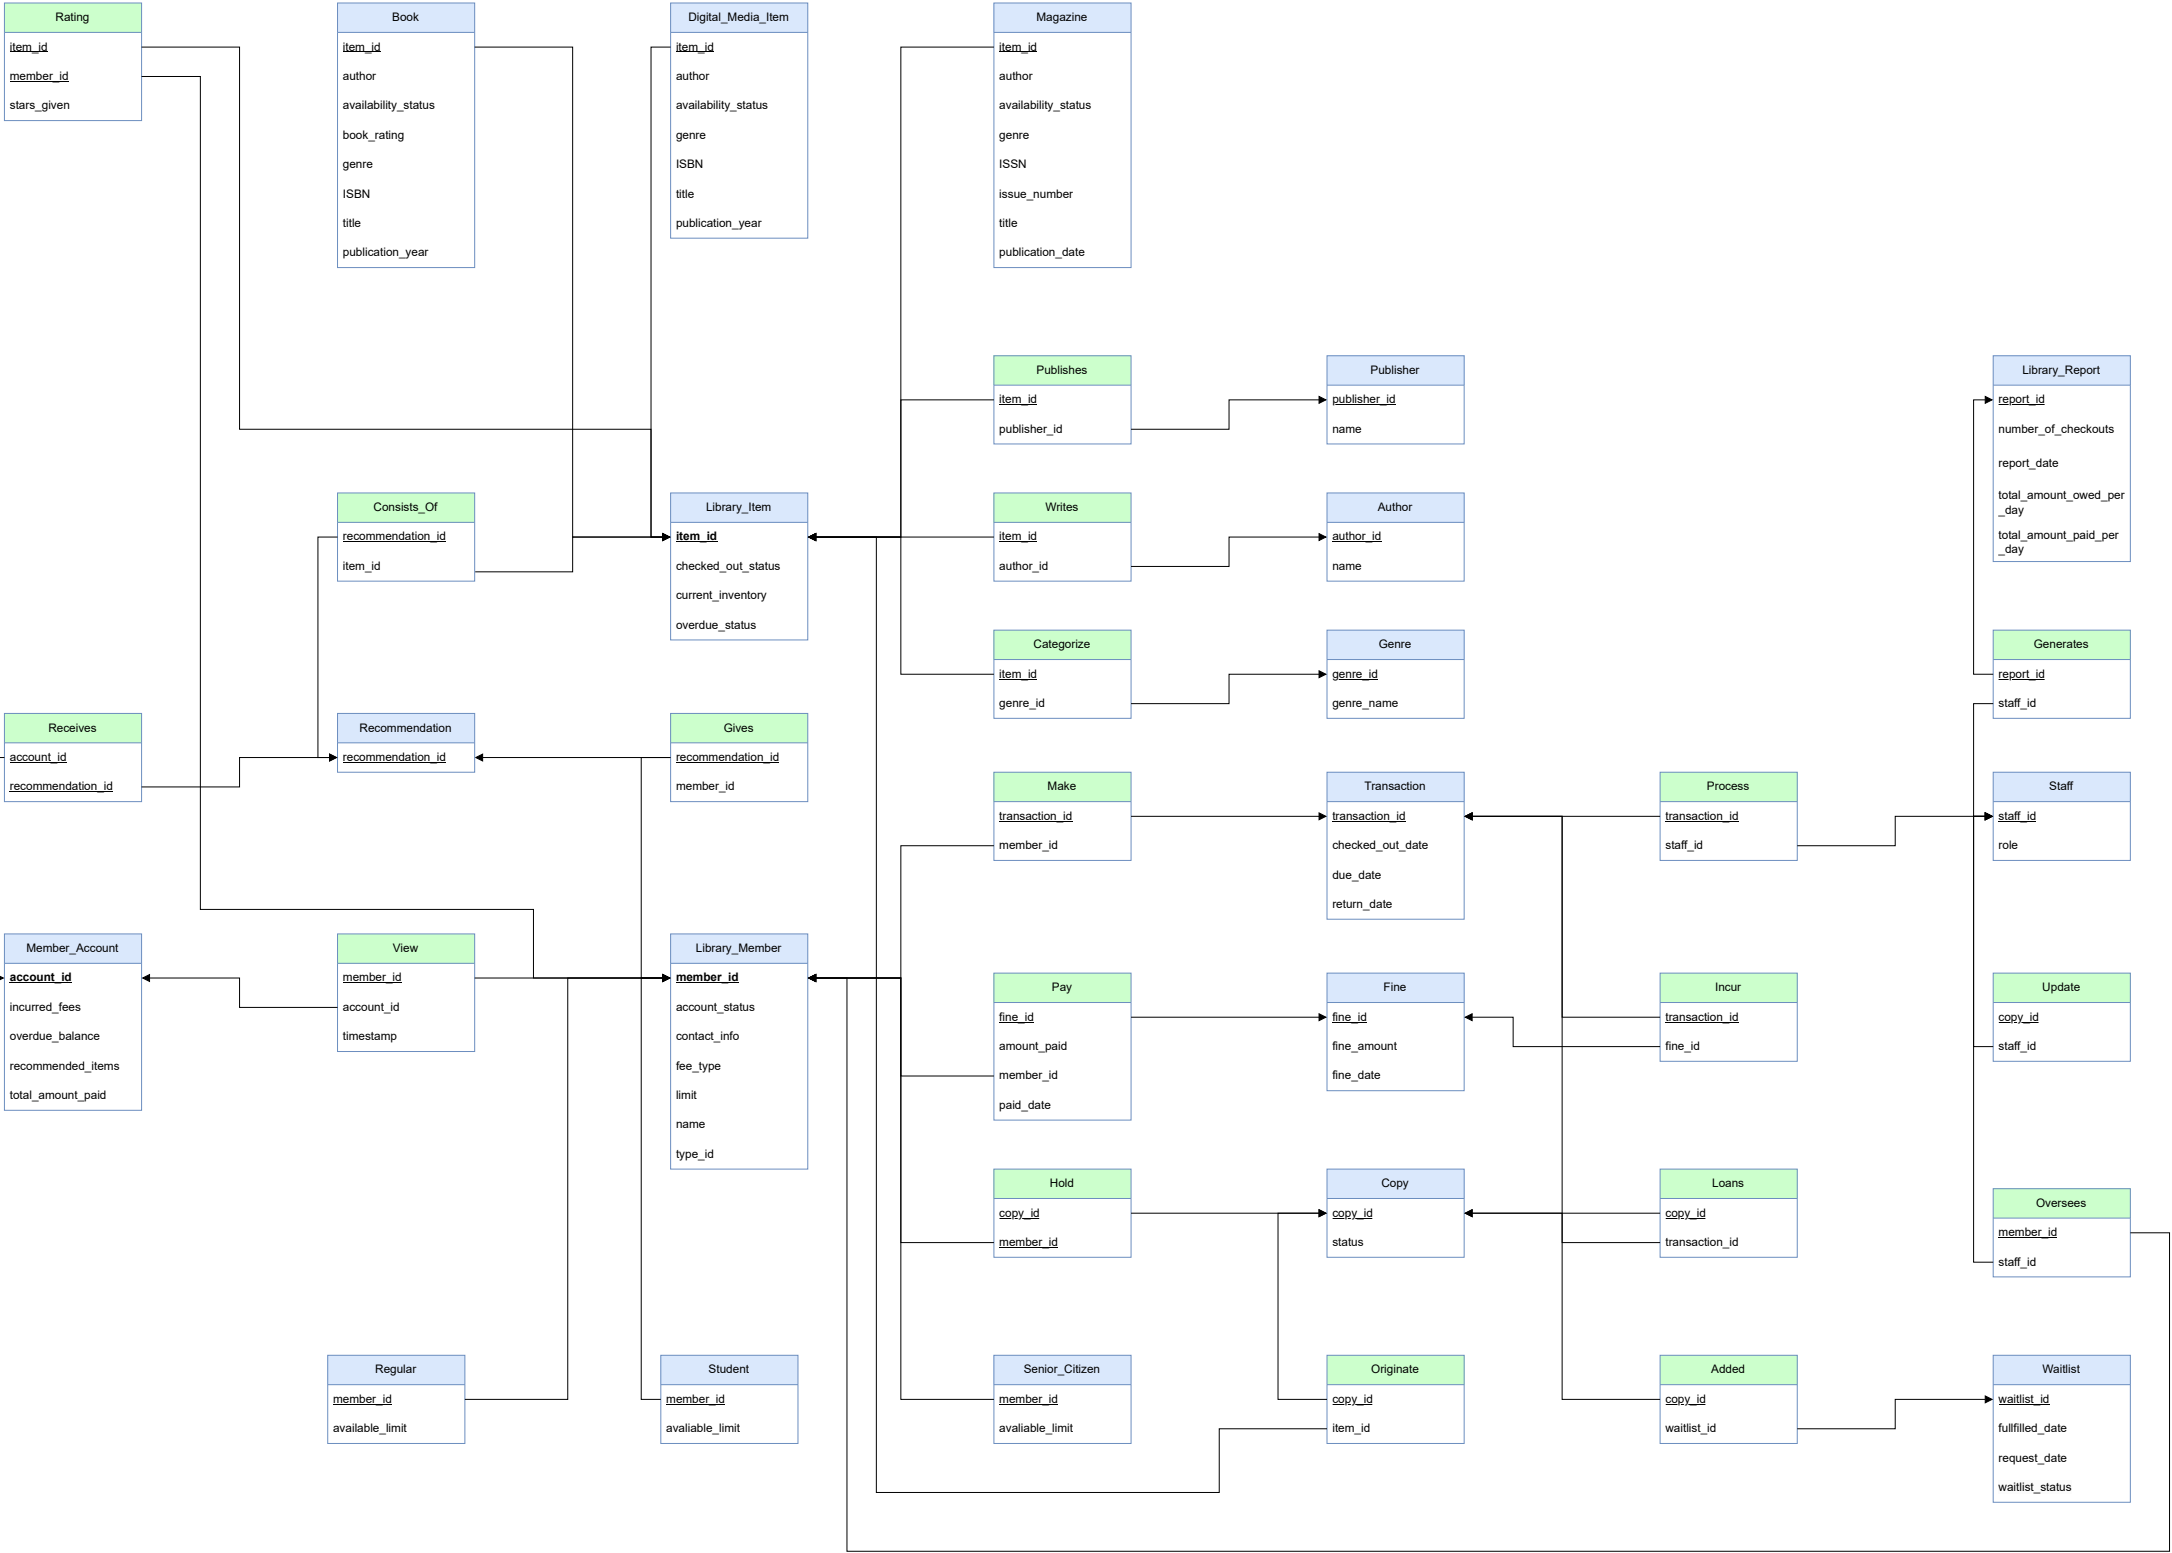 Rating
item_id
member_id
stars_given
Book
item_id
author
availability_status
book_rating
genre
ISBN
title
publication_year
Digital_Media_Item
item_id
author
availability_status
genre
ISBN
title
publication_year
Magazine
item_id
author
availability_status
genre
ISSN
issue_number
title
publication_date
Publishes
item_id
publisher_id
Publisher
publisher_id
name
Library_Report
report_id
number_of_checkouts
report_date
total_amount_owed_per
_day
total_amount_paid_per
_day
Consists_Of
recommendation_id
item_id
Library_Item
item_id
checked_out_status
current_inventory
overdue_status
Writes
item_id
author_id
Author
author_id
name
Categorize
item_id
genre_id
Genre
genre_id
genre_name
Generates
report_id
staff_id
Receives
account_id
recommendation_id
Recommendation
recommendation_id
Gives
recommendation_id
member_id
Make
transaction_id
member_id
Transaction
transaction_id
checked_out_date
due_date
return_date
Process
transaction_id
staff_id
Staff
staff_id
role
Member_Account
account_id
incurred_fees
overdue_balance
recommended_items
total_amount_paid
View
member_id
account_id
timestamp
Library_Member
member_id
account_status
contact_info
fee_type
limit
name
type_id
Pay
fine_id
amount_paid
member_id
paid_date
Fine
fine_id
fine_amount
fine_date
Incur
transaction_id
fine_id
Update
copy_id
staff_id
Hold
copy_id
member_id
Copy
copy_id
status
Loans
copy_id
transaction_id
Oversees
member_id
staff_id
Regular
member_id
available_limit
Student
member_id
avaliable_limit
Senior_Citizen
member_id
avaliable_limit
Originate
copy_id
item_id
Added
copy_id
waitlist_id
Waitlist
waitlist_id
fullfilled_date
request_date
waitlist_status